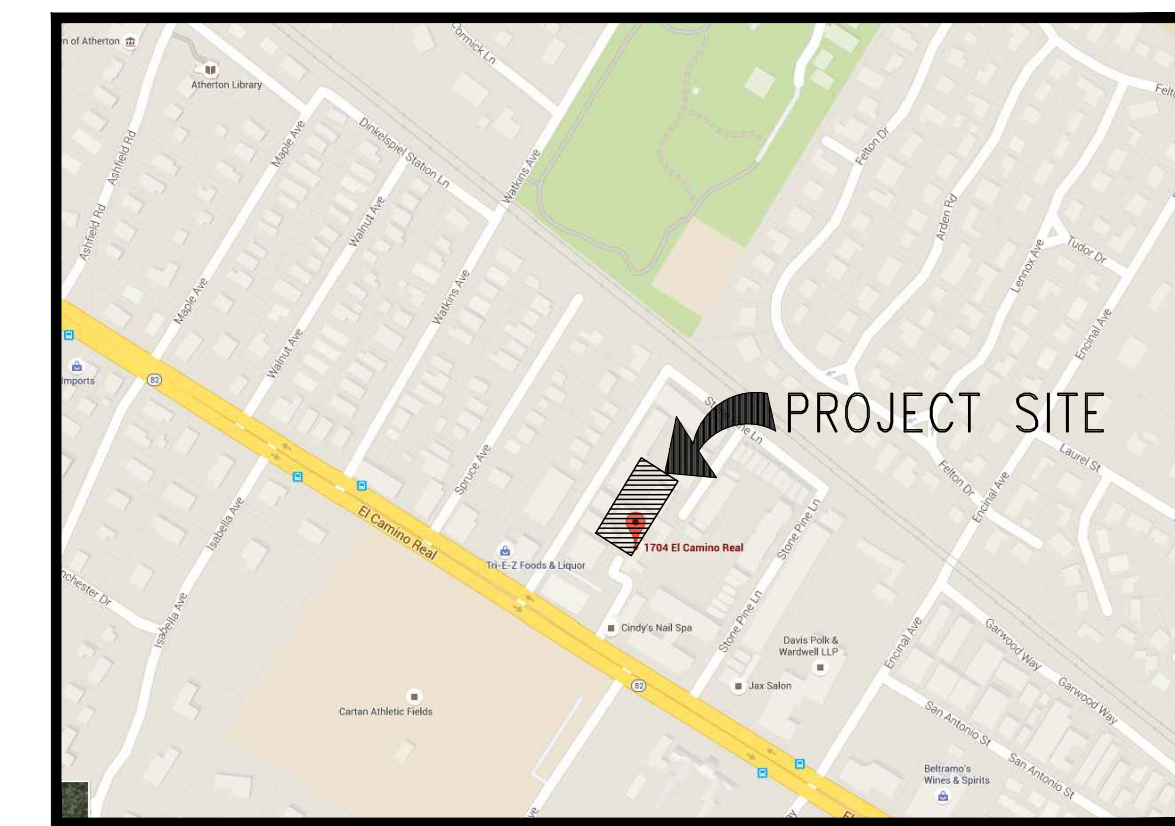 n of Atherton
Atherton Library
Ashfield Rd
Ashfield Rd
Maple Ave
Maple Ave
Dinkelspiel Station Ln
Walnut Ave
Walnut Ave
Watkins Ave
Watkins Ave
Felton Dr
Arden Rd
Lennox Ave
Tudor Dr
Encinal Ave
Imports
82
Spruce Ave
PROJECT SITE
Laurel St
Felton Dr
Encinal Ave
El Camino Real
Isabella Ave
Isabella Ave
Tri-E-Z Foods & Liquor
1704 El Camino Real
Stone Pine Ln
Stone Pine Ln
Cindy's Nail Spa
Davis Polk &
Wardwell LLP
Encinal Ave
Garwood Way
Garwood Way
82
Jax Salon
Cartan Athletic Fields
San Antonio St
San Antonio St
Beltramo's
Wines & Spirits